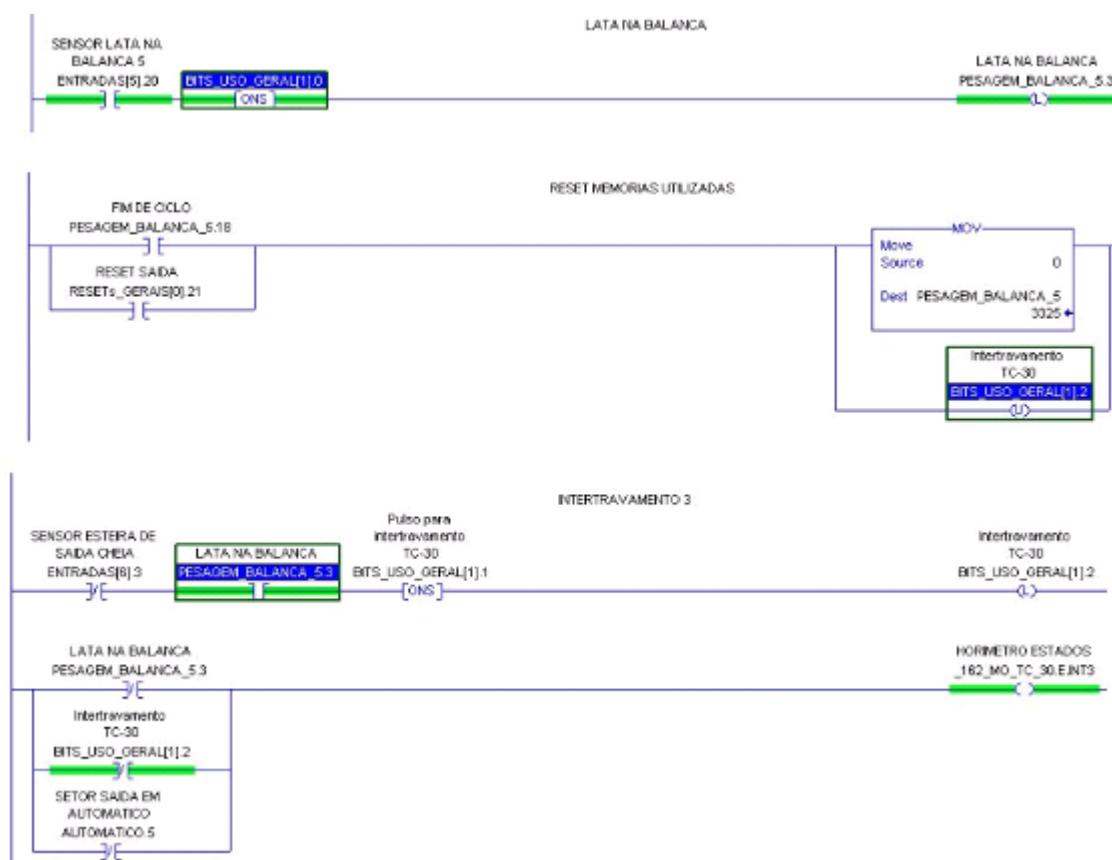 LATA NA BALANCA
SENSOR LATA NA
BALANCA 5
ENTRADAS[5].20
BITS_USO_GERAL[1].0
ONS
LATA NA BALANCA
PESAGEM_BALANCA_5.3
L
RESET MEMORIAS UTILIZADAS
FIM DE CICLO
PESAGEM_BALANCA_5.18
RESET SAIDA
RESETs_GERAIS[0].21
MOV
Move
Source 0
Dest PESAGEM_BALANCA_5
3325
Intertravamento
TC-30
BITS_USO_GERAL[1].2
U
INTERTRAVAMENTO 3
SENSOR ESTEIRA DE
SAIDA CHEIA
ENTRADAS[6].3
LATA NA BALANCA
PESAGEM_BALANCA_5.3
Pulso para
intertravamento
TC-30
BITS_USO_GERAL[1].1
ONS
Intertravamento
TC-30
BITS_USO_GERAL[1].2
L
LATA NA BALANCA
PESAGEM_BALANCA_5.3
Intertravamento
TC-30
BITS_USO_GERAL[1].2
SETOR SAIDA EM
AUTOMATICO
AUTOMATICO.5
HORIMETRO ESTADOS
_162_MO_TC_30.E.INT3